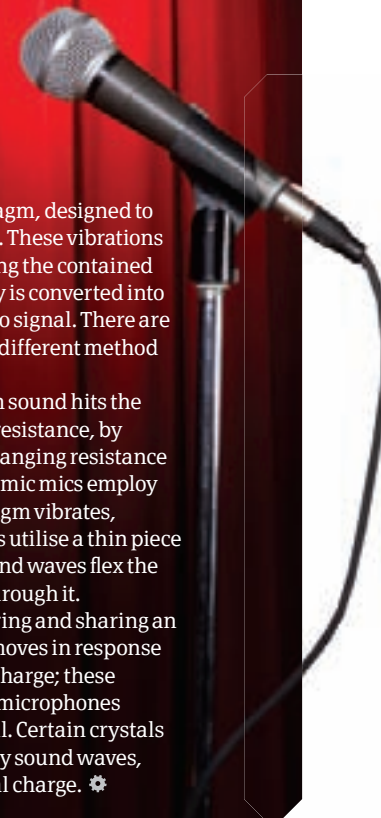 agm, designed to
. These vibrations
ng the contained
y is converted into
o signal. There are
different method
n sound hits the
resistance, by
anging resistance
mic mics employ
gm vibrates,
s utilise a thin piece
nd waves flex the
rough it.
ring and sharing an
moves in response
harge; these
microphones
l. Certain crystals
y sound waves,
al charge.